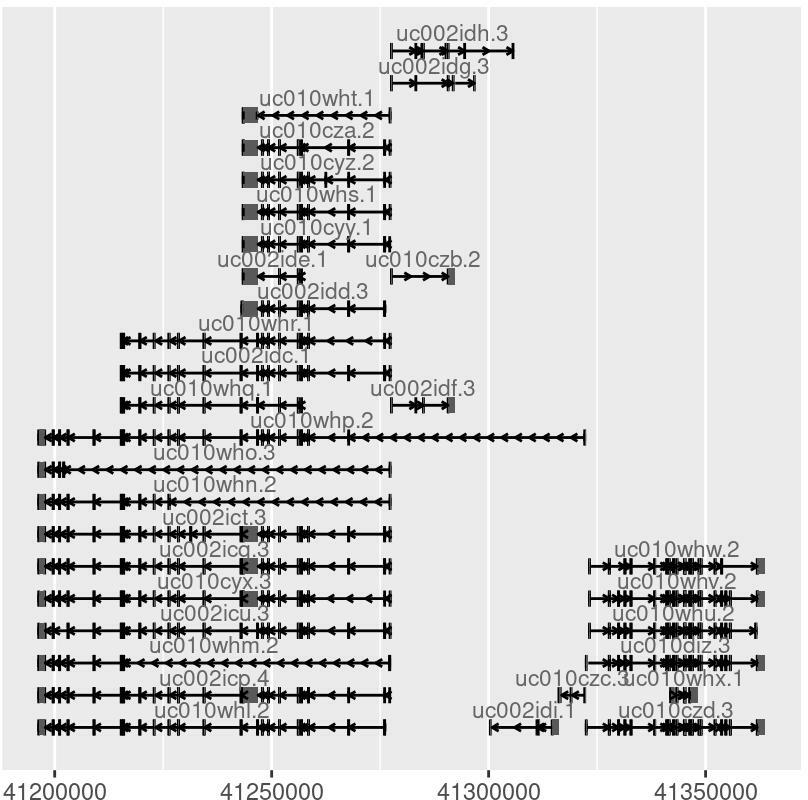 uc002idh.3
uc002idg.3
uc010wht.1
uc010cza.2
uc010cyz.2
uc010whs.1
uc010cyy.1
uc002ide.1 uc010czb.2
uc002idd.3
uc010whr.1
uc002idc.1
uc010whq.1 uc002idf.3
uc010whp.2
uc010who.3
uc010whn.2
uc002ict.3
uc002icq.3 uc010whw.2
uc010cyx.3 uc010whv.2
uc002icu.3 uc010whu.2
uc010whm.2 uc010diz.3
uc002icp.4 uc010czc.3 uc010whx.1
uc010whl.2 uc002idi.1 uc010czd.3
41200000 41250000 41300000 41350000